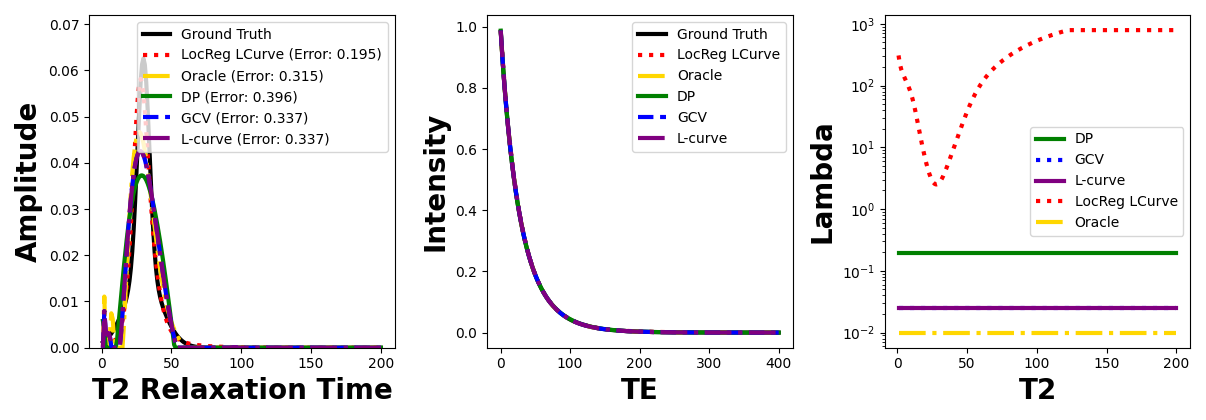 Amplitude
0.07
0.06
0.05
0.04
0.03
0.02
0.01
0.00
Ground Truth
LocReg LCurve (Error: 0.195)
Oracle (Error: 0.315)
DP (Error: 0.396)
GCV (Error: 0.337)
L-curve (Error: 0.337)
0 50 100 150 200
T2 Relaxation Time
Intensity
1.0
0.8
0.6
0.4
0.2
0.0
Ground Truth
LocReg LCurve
Oracle
DP
GCV
L-curve
0 100 200 300 400
TE
Lambda
10³
10²
10¹
10⁰
10⁻¹
10⁻²
DP
GCV
L-curve
LocReg LCurve
Oracle
0 50 100 150 200
T2